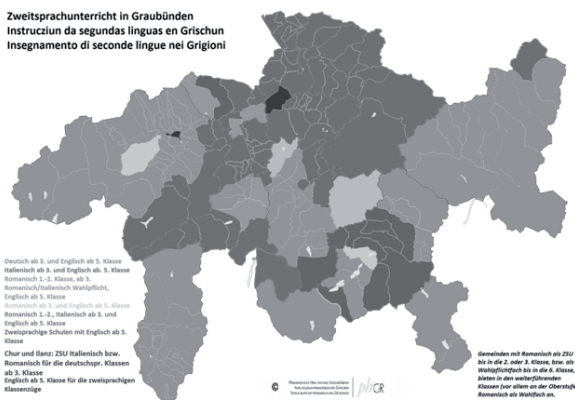 Zweitsprachunterricht in Graubünden
Instrucziun da segundas linguas en Grischun
Insegnamento di seconde lingue nei Grigioni
Deutsch ab 3. und Englisch ab 5. Klasse
Italienisch ab 3. und Englisch ab 5. Klasse
Romanisch 1.-2. Klasse, ab 3.
Romanisch/Italienisch Wahlpflicht,
Englisch ab 5. Klasse
Romanisch ab 3. und Englisch ab 5. Klasse
Romanisch 1.-2., Italienisch ab 3. und
Englisch ab 5. Klasse
Zweisprachige Schulen mit Englisch ab 5.
Klasse
Chur und Ilanz: ZSU Italienisch bzw.
Romanisch für die deutschspr. Klassen
ab 3. Klasse
Englisch ab 5. Klasse für die zweisprachigen
Klassenzüge
©
phGR
Gemeinden mit Romanisch als ZSU
bis in die 2. oder 3. Klasse, bzw. als
Wahlpflichtfach bis in die 6. Klasse,
bieten in den weiterführenden
Klassen (vor allem an der Oberstufe)
Romanisch als Wahlfach an.